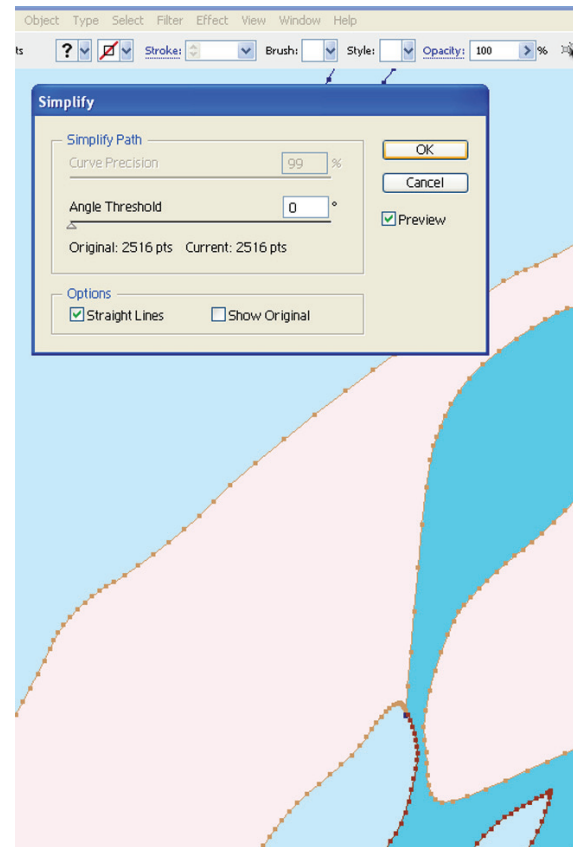 Object Type Select Filter Effect View Window Help
ts ? Stroke: Brush: Style: Opacity: 100 %
Simplify
Simplify Path
Curve Precision 99 %
OK
Cancel
Angle Threshold 0 °
Preview
Original: 2516 pts Current: 2516 pts
Options
Straight Lines Show Original